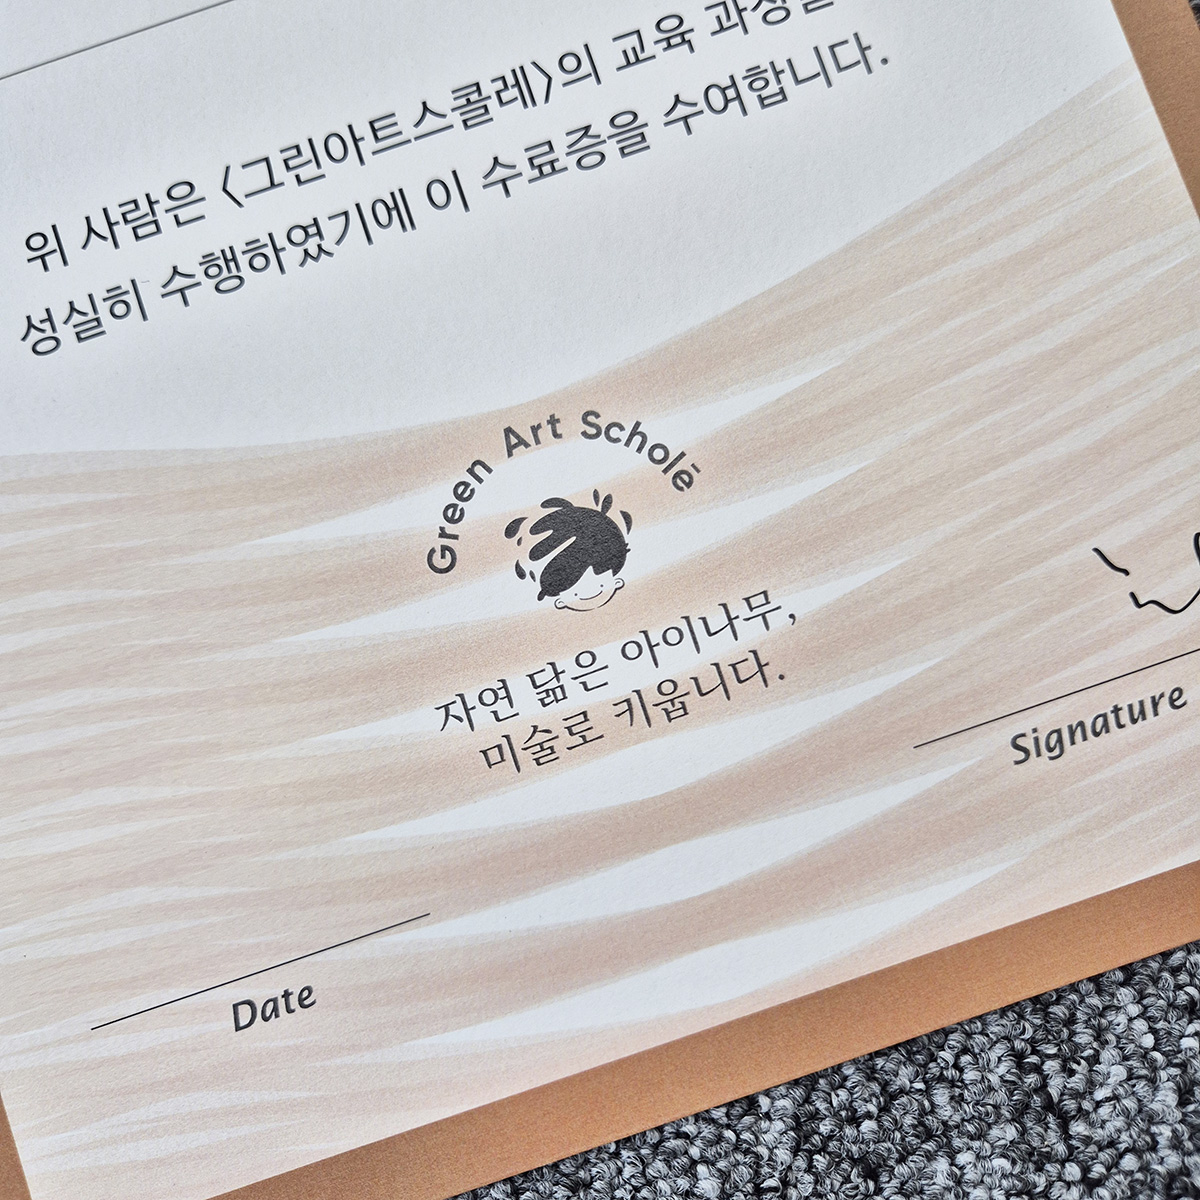 위 사람은 〈그린아트스콜레〉의 교육 과정을
성실히 수행하였기에 이 수료증을 수여합니다.
Green Art Scholē
자연 닮은 아이나무,
미술로 키웁니다.
Signature
Date